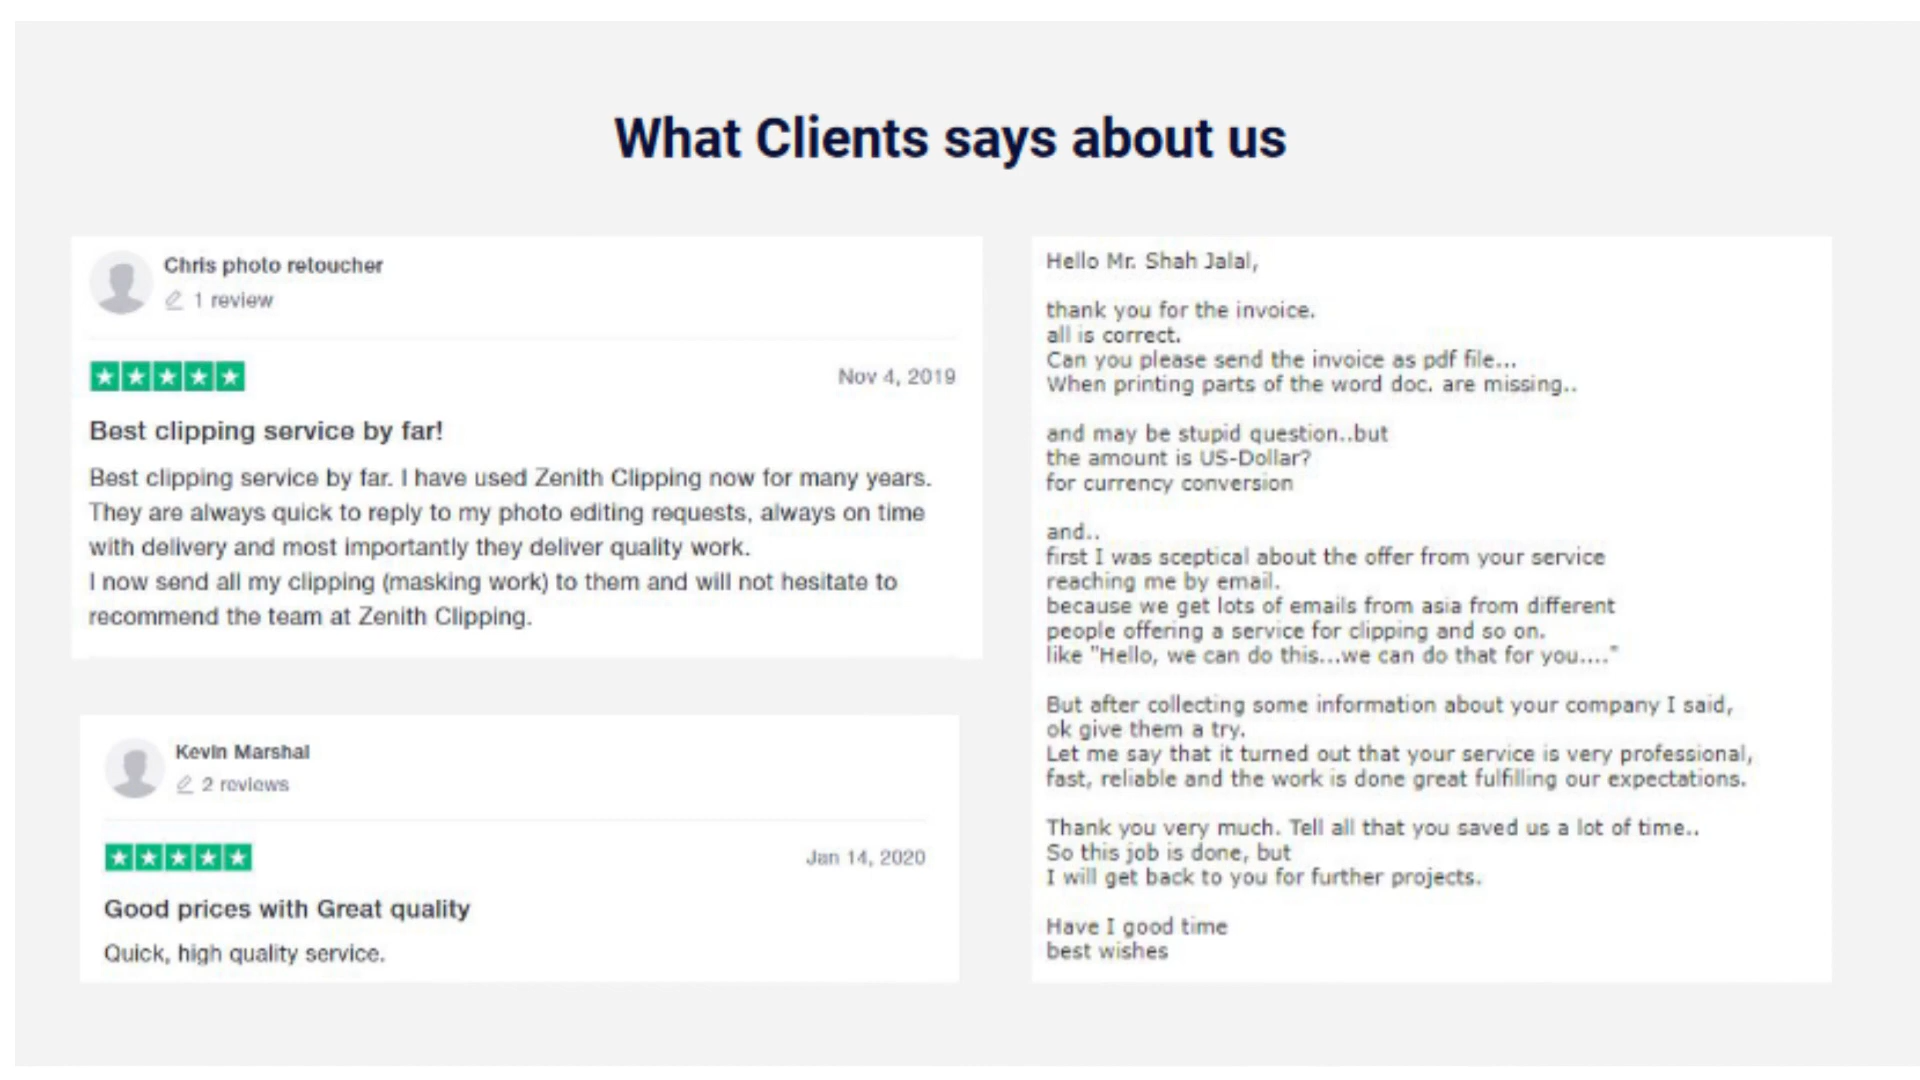 What Clients says about us
Chris photo retoucher
1 review
Nov 4, 2019
Best clipping service by far!
Best clipping service by far. I have used Zenith Clipping now for many years.
They are always quick to reply to my photo editing requests, always on time
with delivery and most importantly they deliver quality work.
I now send all my clipping (masking work) to them and will not hesitate to
recommend the team at Zenith Clipping.
Kevin Marshal
2 reviews
Jan 14, 2020
Good prices with Great quality
Quick, high quality service.
Hello Mr. Shah Jalal,
thank you for the invoice.
all is correct.
Can you please send the invoice as pdf file...
When printing parts of the word doc. are missing..
and may be stupid question..but
the amount is US-Dollar?
for currency conversion
and..
first I was sceptical about the offer from your service
reaching me by email.
because we get lots of emails from asia from different
people offering a service for clipping and so on.
like "Hello, we can do this...we can do that for you...."
But after collecting some information about your company I said,
ok give them a try.
Let me say that it turned out that your service is very professional,
fast, reliable and the work is done great fulfilling our expectations.
Thank you very much. Tell all that you saved us a lot of time..
So this job is done, but
I will get back to you for further projects.
Have I good time
best wishes